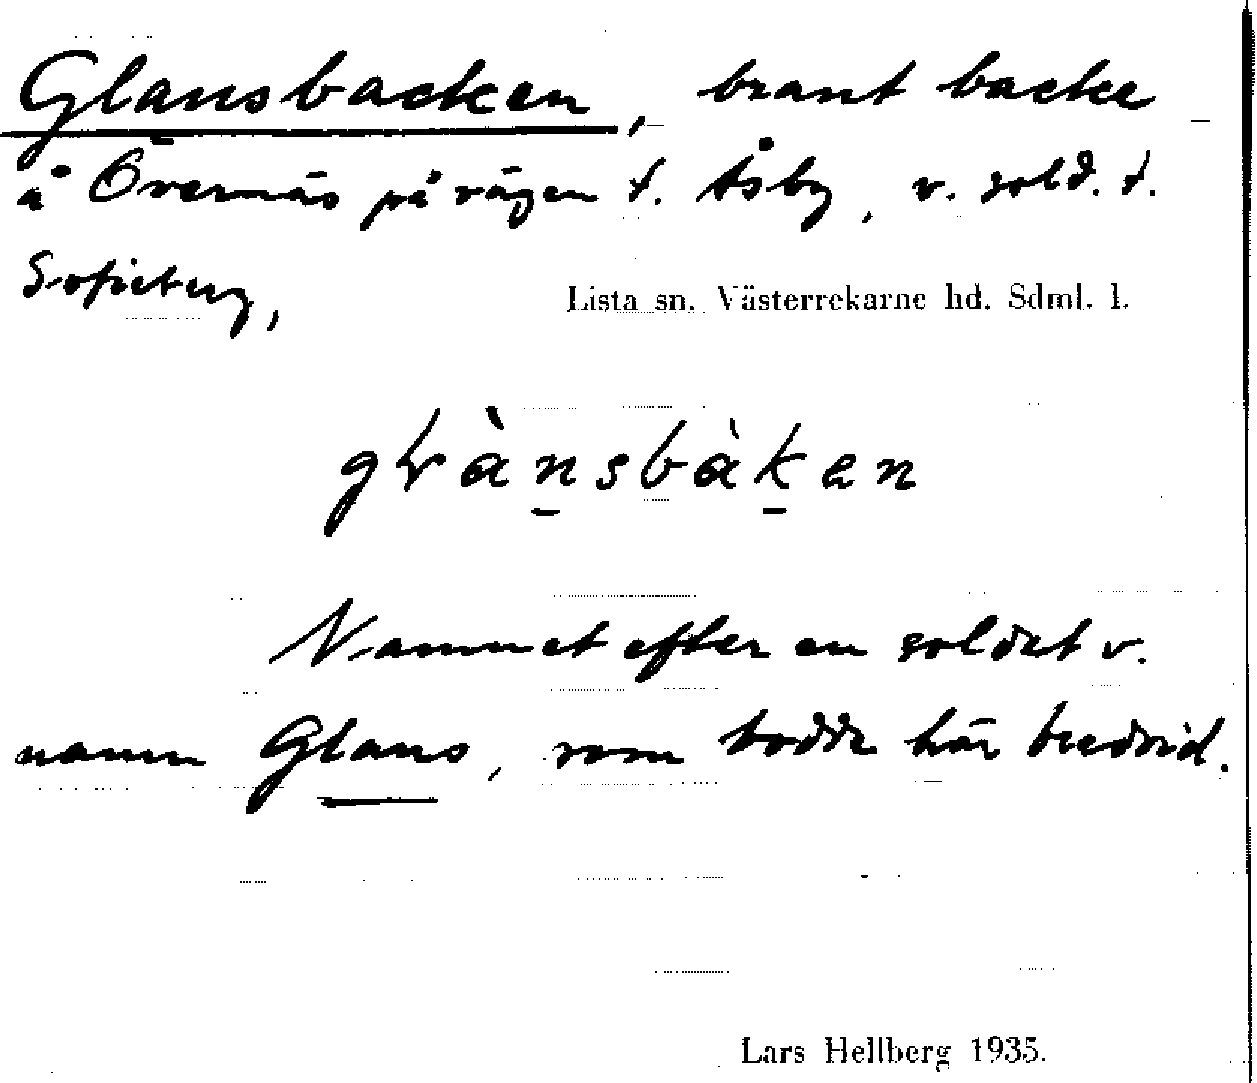 Glansbacken, brant backe
å Övernäs på vägen t. Åsby, v. sold. t.
Sofieberg,
Lista sn. Västerrekarne hd. Sdml. l.
glànsbàken
Namnet efter en soldat v.
namn Glans, som bodde här bredvid.
Lars Hellberg 1935.